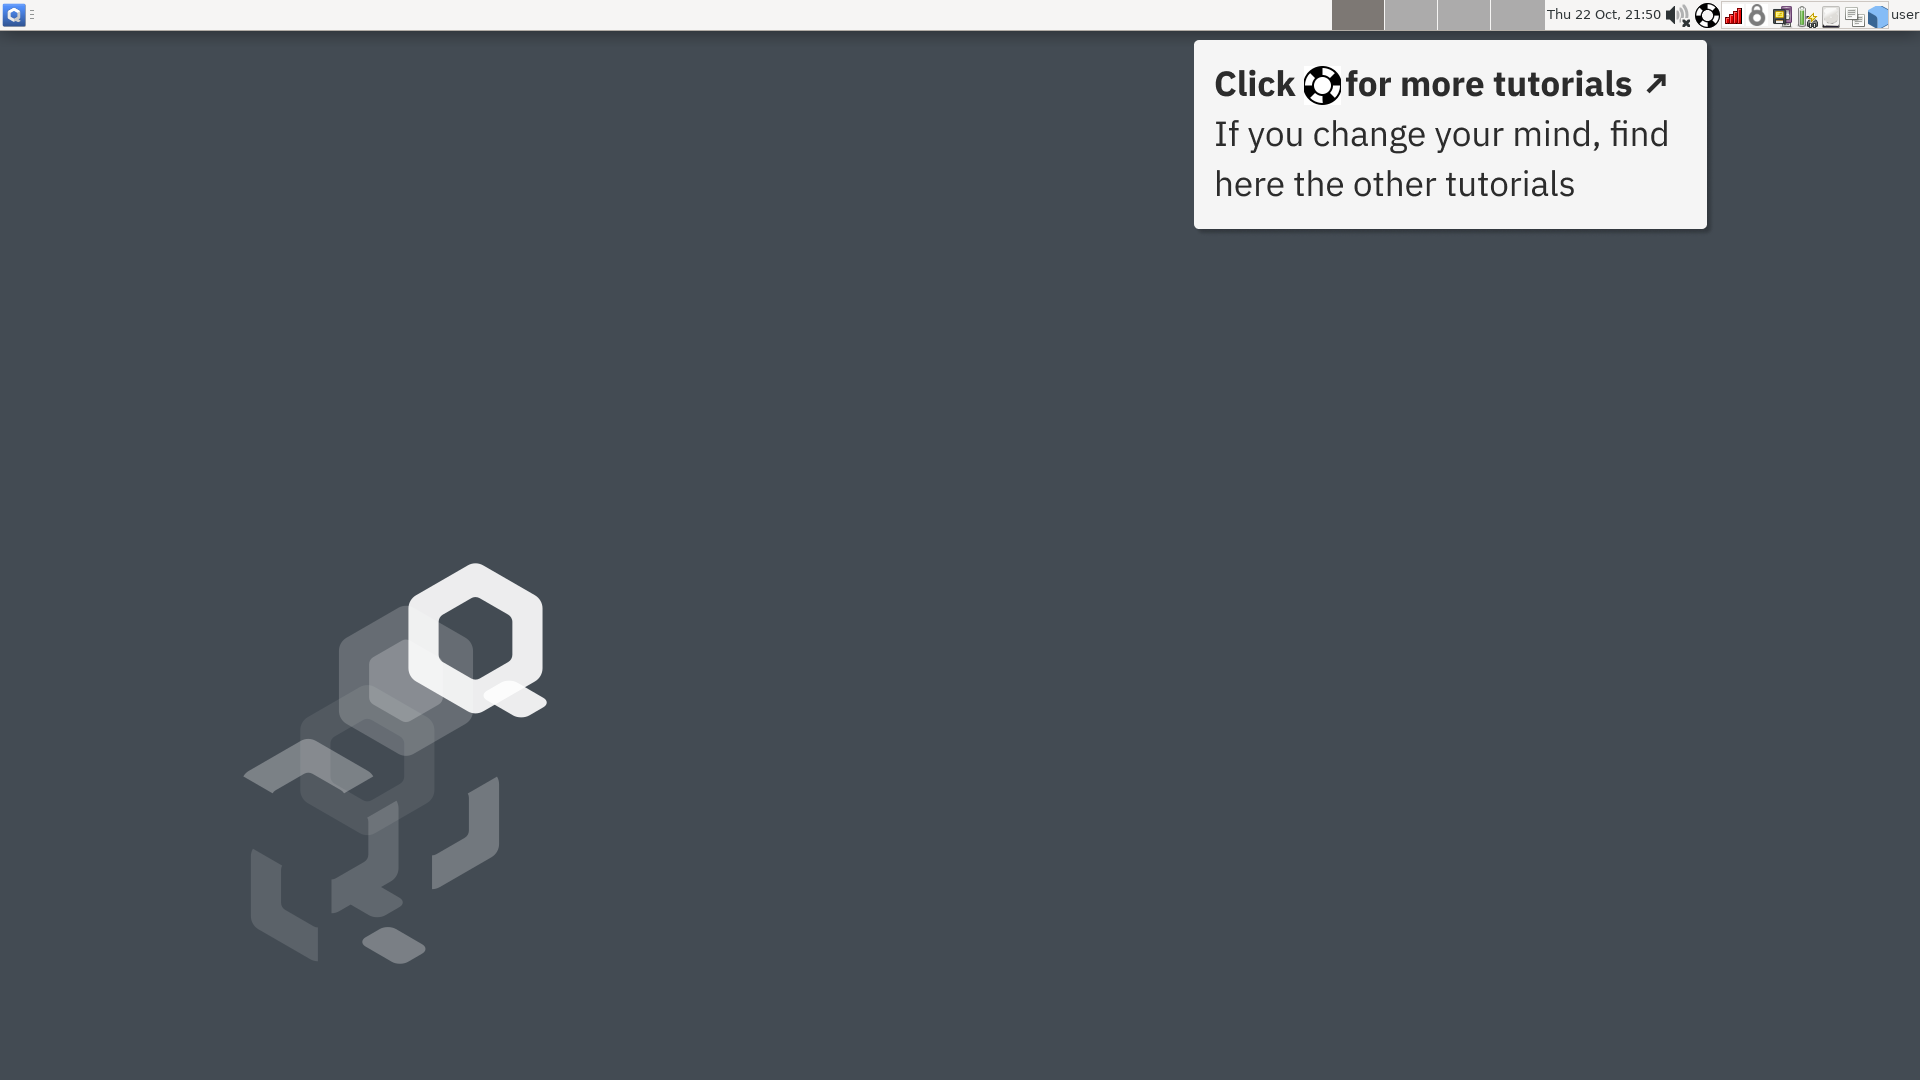 Thu 22 Oct, 21:50
user
Click for more tutorials ↗
If you change your mind, find
here the other tutorials